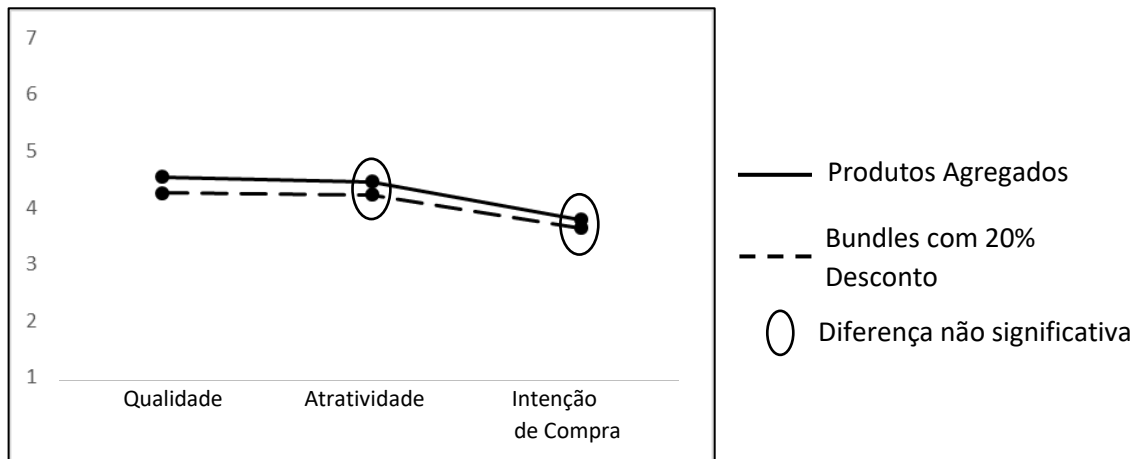 7
6
5
4
3
2
1
Qualidade
Atratividade
Intenção
de Compra
Produtos Agregados
Bundles com 20%
Desconto
Diferença não significativa